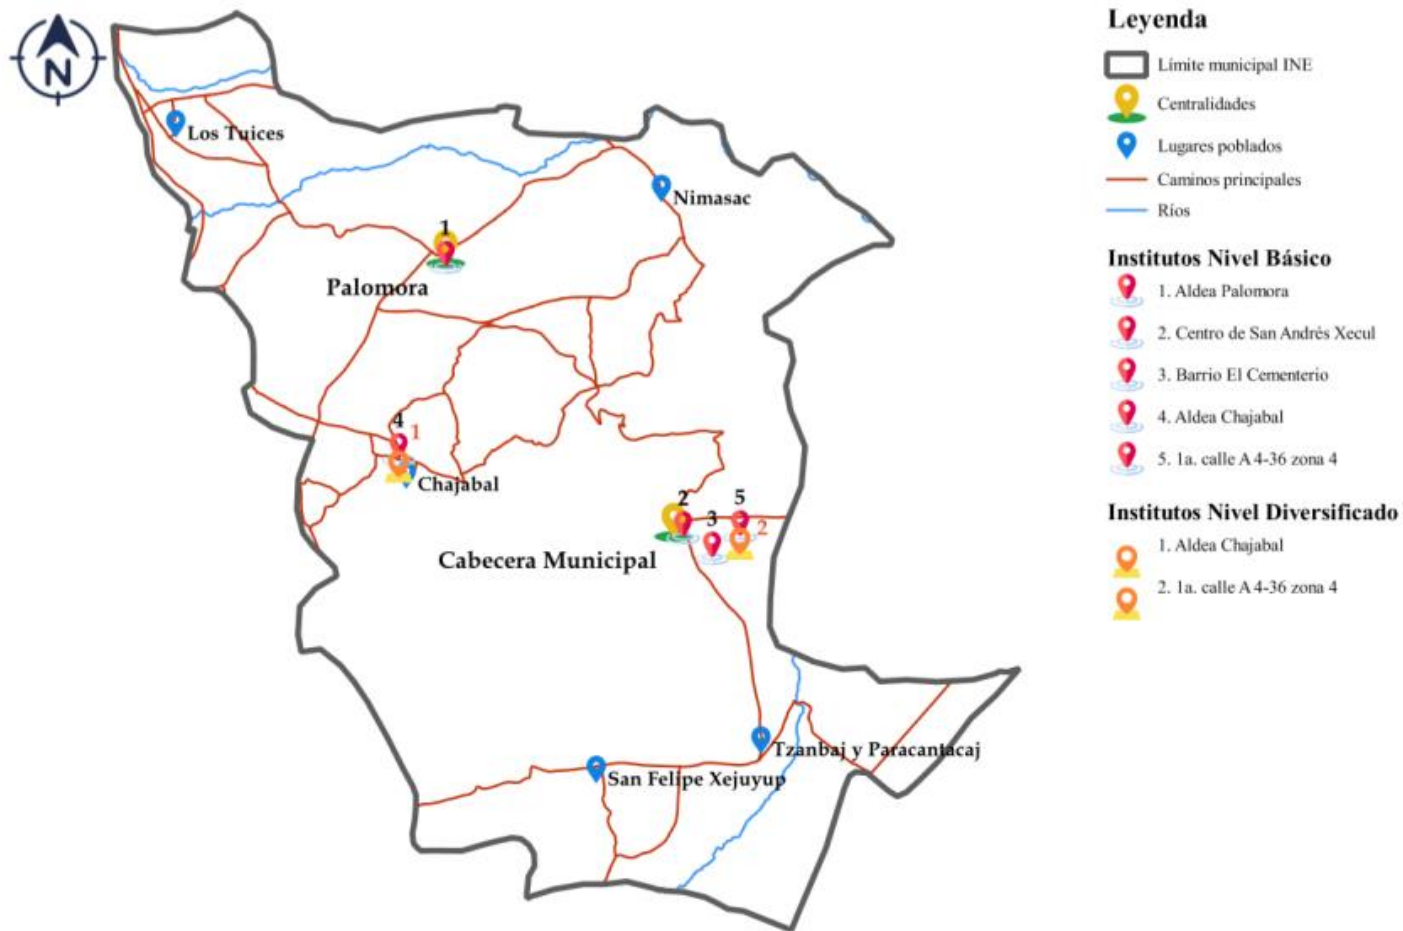 N
Los Tuices
Nimasac
1
Palomora
4
1
Chajabal
2
5
3
2
Cabecera Municipal
Tzanbaj y Paracantacaj
San Felipe Xejuyup
Leyenda
Límite municipal INE
Centralidades
Lugares poblados
Caminos principales
Ríos
Institutos Nivel Básico
1. Aldea Palomora
2. Centro de San Andrés Xecul
3. Barrio El Cementerio
4. Aldea Chajabal
5. 1a. calle A 4-36 zona 4
Institutos Nivel Diversificado
1. Aldea Chajabal
2. 1a. calle A 4-36 zona 4